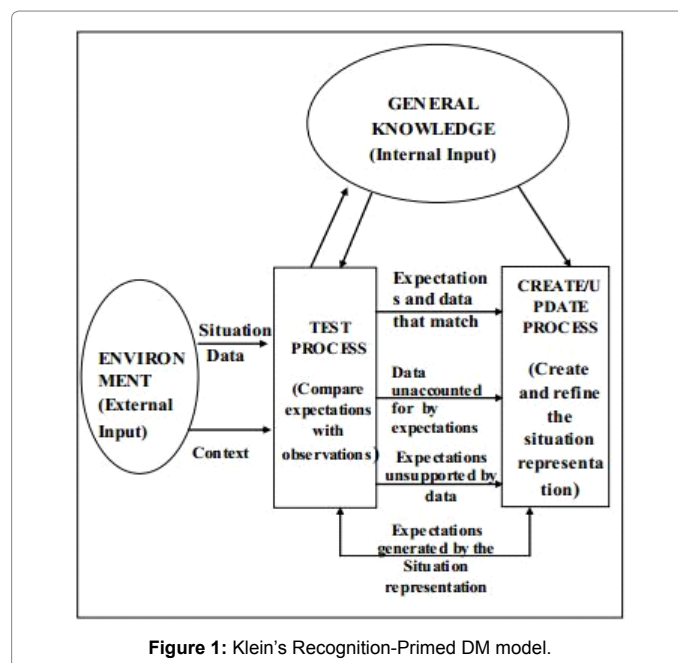 GENERAL
KNOWLEDGE
(Internal Input)
ENVIRON
MENT
(External
Input)
Situation
Data
Context
TEST
PROCESS
(Compare
expectations
with
observations)
Expectation
s and data
that match
Data
unaccounted
for by
expectations
Expectations
unsupported by
data
Expectations
generated by the
Situation
representation
CREATE/U
PDATE
PROCESS
(Create
and refine
the
situation
representa
tion)
Figure 1: Klein's Recognition-Primed DM model.